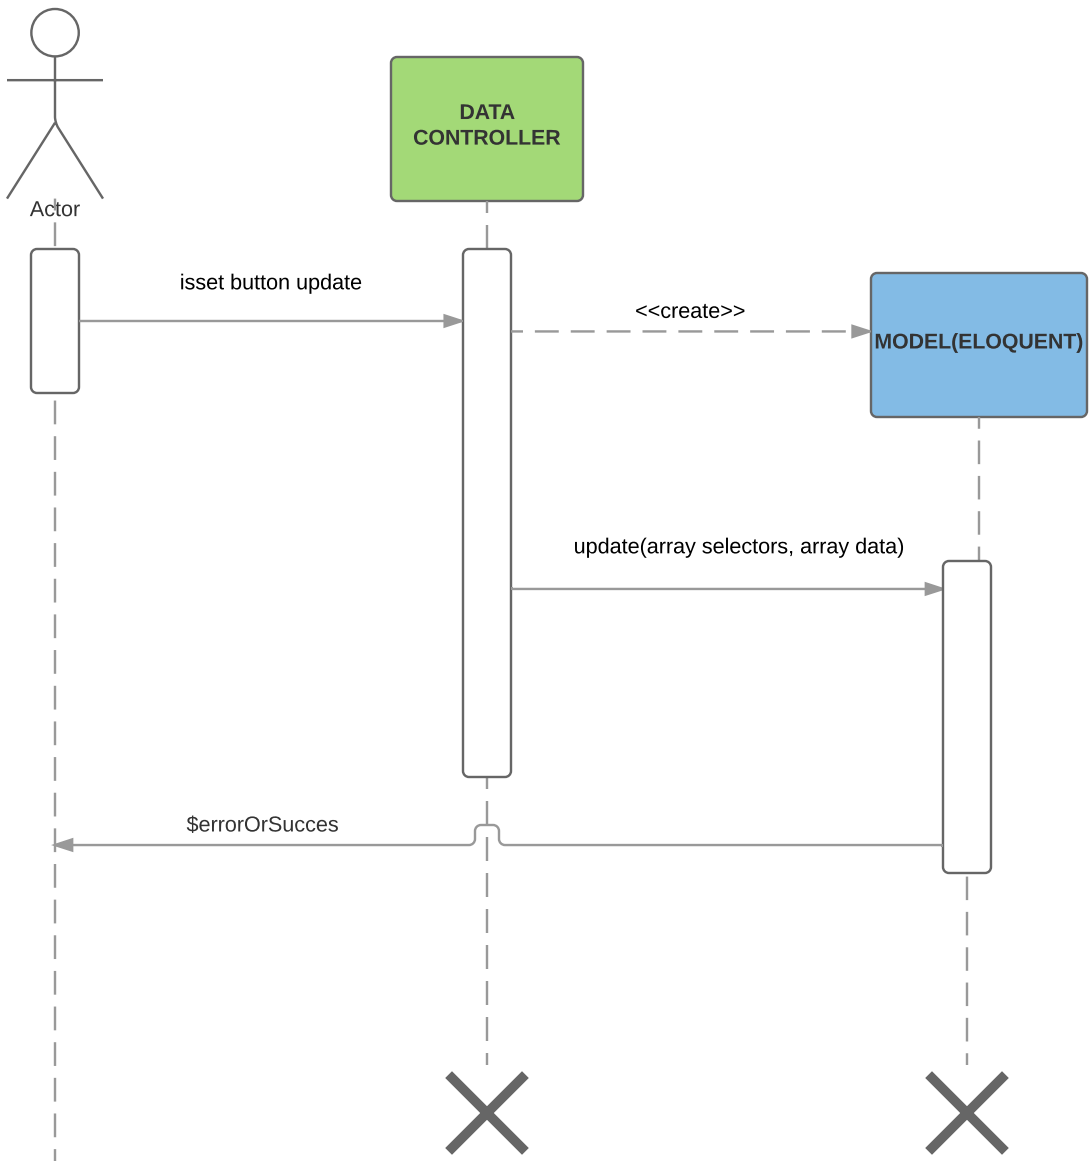 Actor
DATA
CONTROLLER
isset button update
<<create>>
MODEL(ELOQUENT)
update(array selectors, array data)
$errorOrSucces